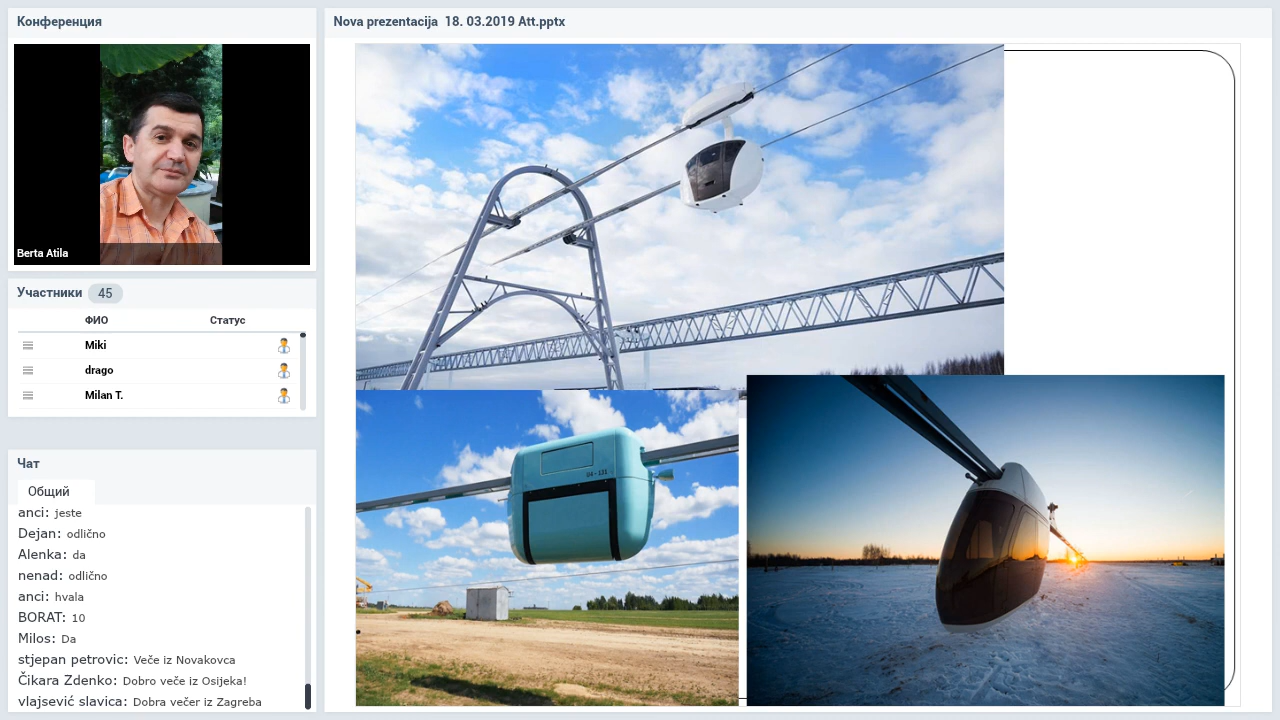 Конференция
Berta Atila
Участники 45
ФИО Статус
Miki
drago
Milan T.
Чат
Общий
anci: jeste
Dejan: odlično
Alenka: da
nenad: odlično
anci: hvala
BORAT: 10
Milos: Da
stjepan petrovic: Veče iz Novakovca
Čikara Zdenko: Dobro veče iz Osijeka!
vlajsević slavica: Dobra večer iz Zagreba
Nova prezentacija 18. 03.2019 Att.pptx